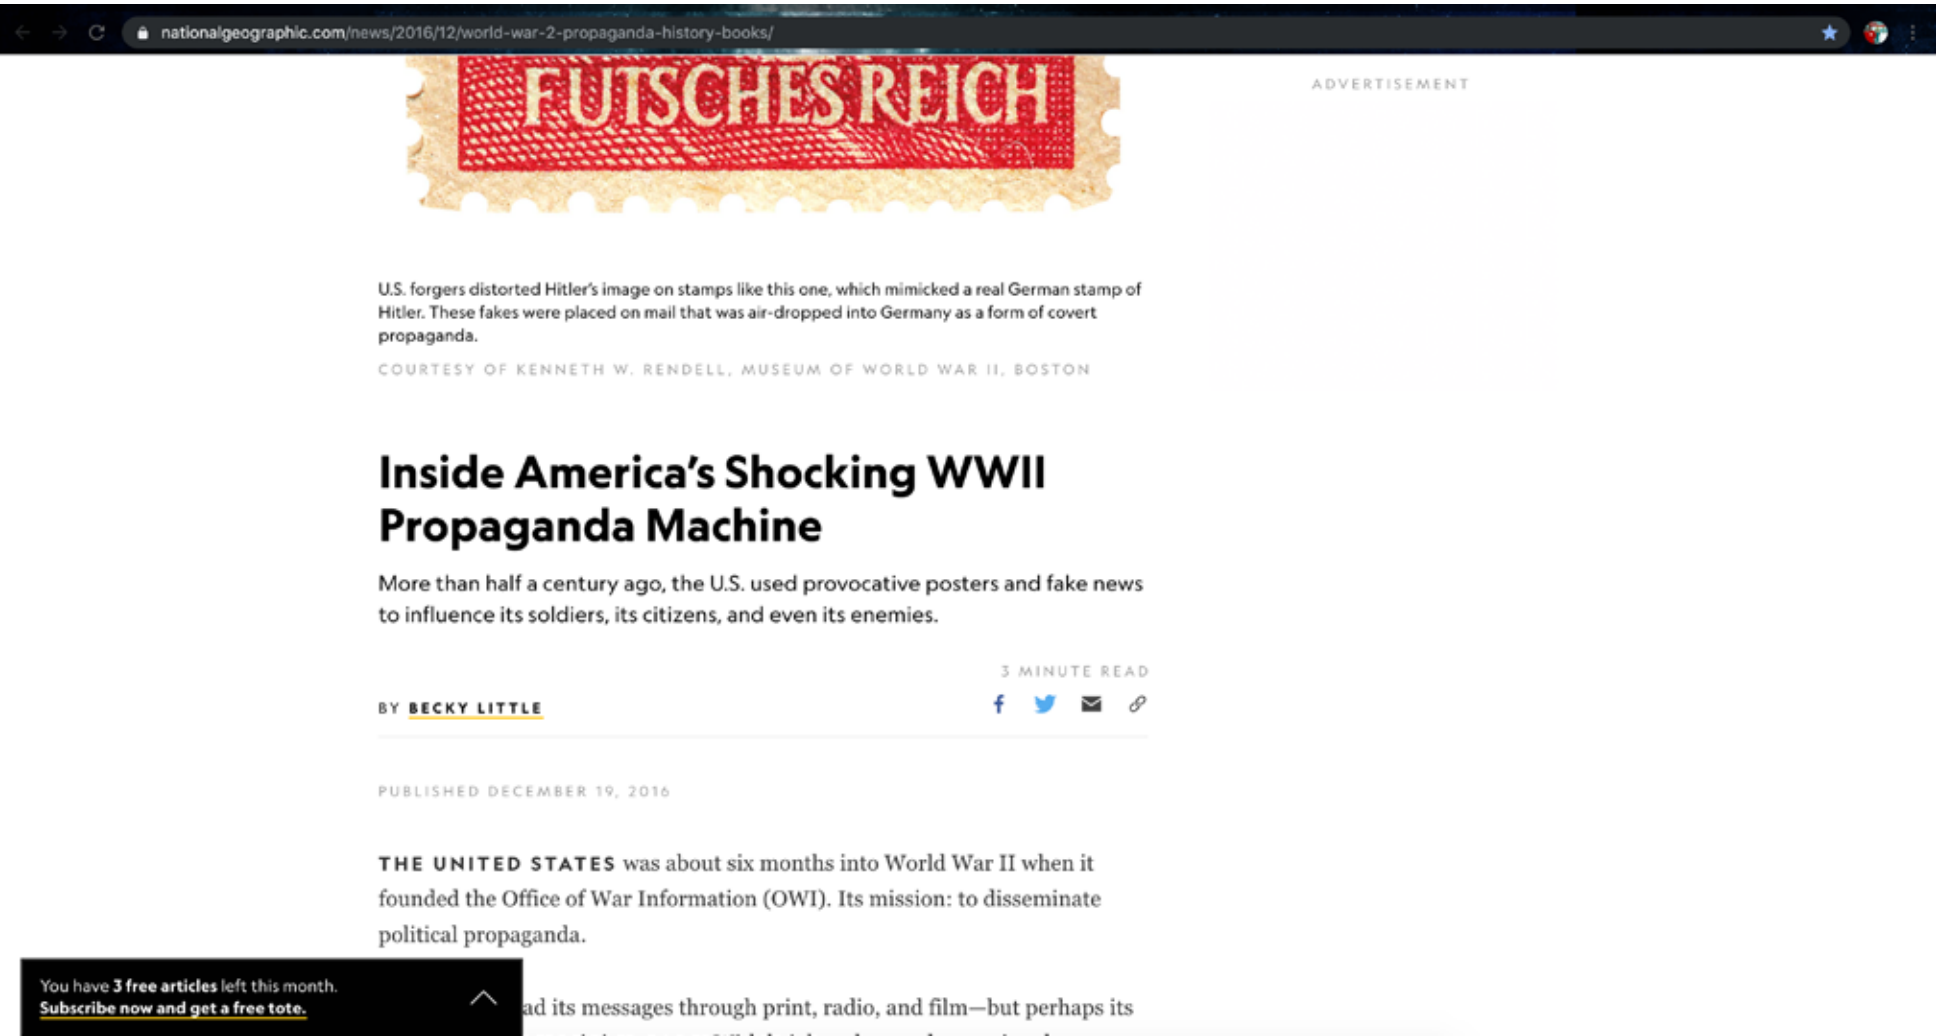 nationalgeographic.com/news/2016/12/world-war-2-propaganda-history-books/
FUTSCHES REICH
ADVERTISEMENT
U.S. forgers distorted Hitler's image on stamps like this one, which mimicked a real German stamp of
Hitler. These fakes were placed on mail that was air-dropped into Germany as a form of covert
propaganda.
COURTESY OF KENNETH W. RENDELL, MUSEUM OF WORLD WAR II, BOSTON
Inside America's Shocking WWII
Propaganda Machine
More than half a century ago, the U.S. used provocative posters and fake news
to influence its soldiers, its citizens, and even its enemies.
3 MINUTE READ
BY BECKY LITTLE
PUBLISHED DECEMBER 19, 2016
THE UNITED STATES was about six months into World War II when it
founded the Office of War Information (OWI). Its mission: to disseminate
political propaganda.
ad its messages through print, radio, and film—but perhaps its
You have 3 free articles left this month.
Subscribe now and get a free tote.